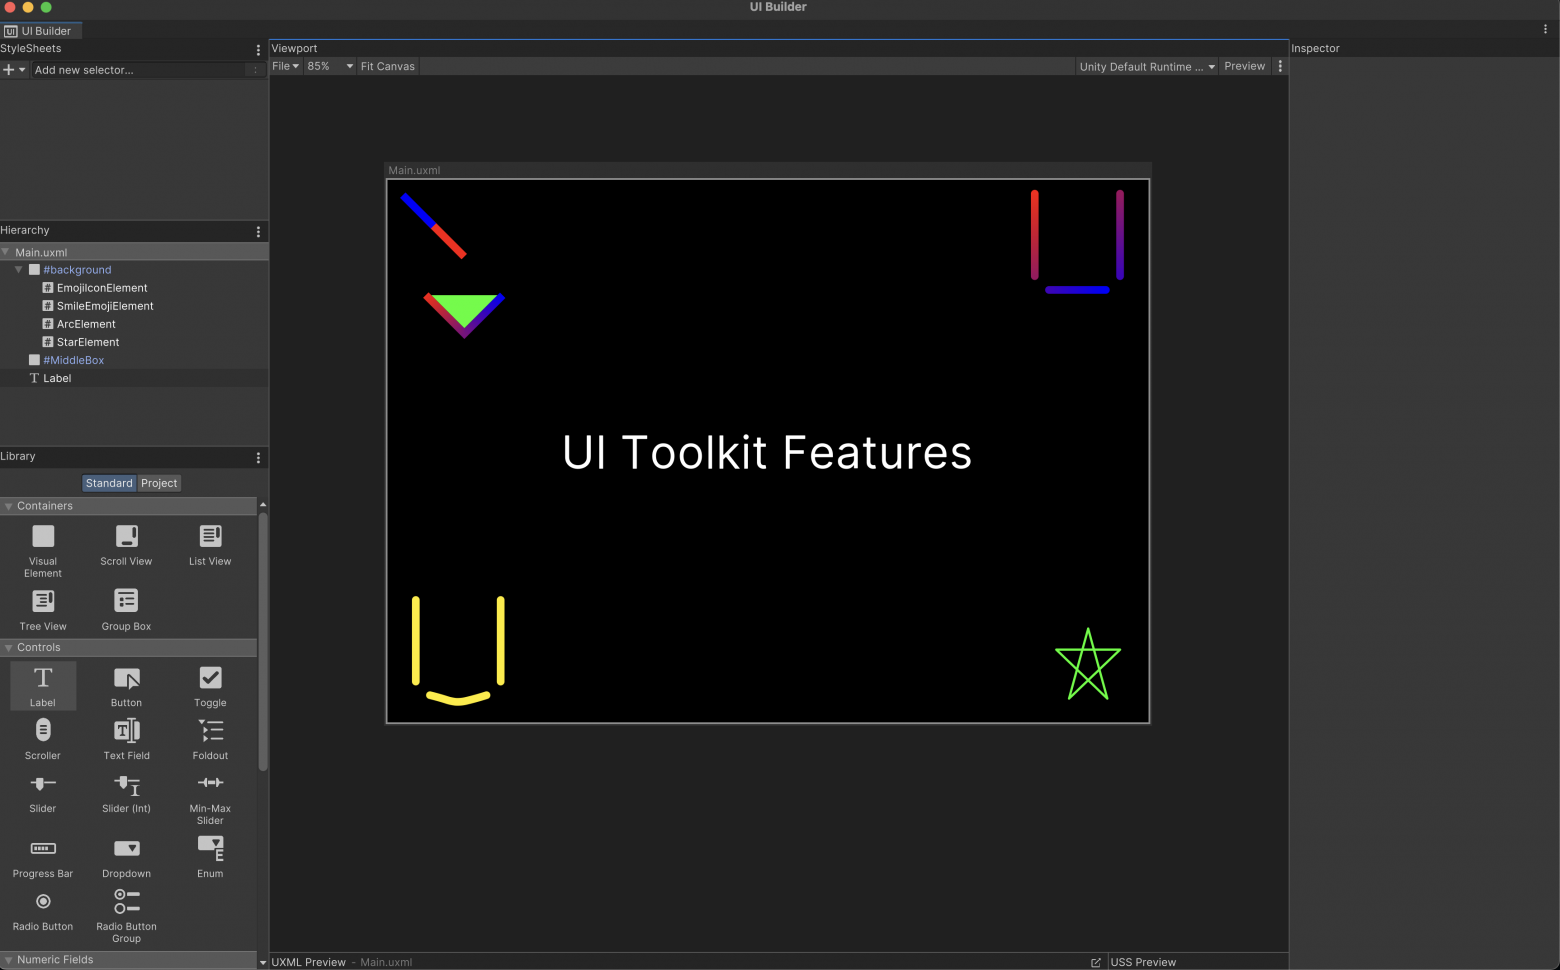 UI Builder
UI Builder
StyleSheets
Add new selector...
Viewport
File 85% Fit Canvas
Unity Default Runtime ... Preview
Inspector
Main.uxml
Hierarchy
Main.uxml
#background
EmojiIconElement
SmileEmojiElement
ArcElement
StarElement
#MiddleBox
Label
UI Toolkit Features
Library
Standard Project
Containers
Visual Element
Scroll View
List View
Tree View
Group Box
Controls
Label
Button
Toggle
Scroller
Text Field
Foldout
Slider
Slider (Int)
Min-Max Slider
Progress Bar
Dropdown
Enum
Radio Button
Radio Button Group
Numeric Fields
UXML Preview - Main.uxml
USS Preview